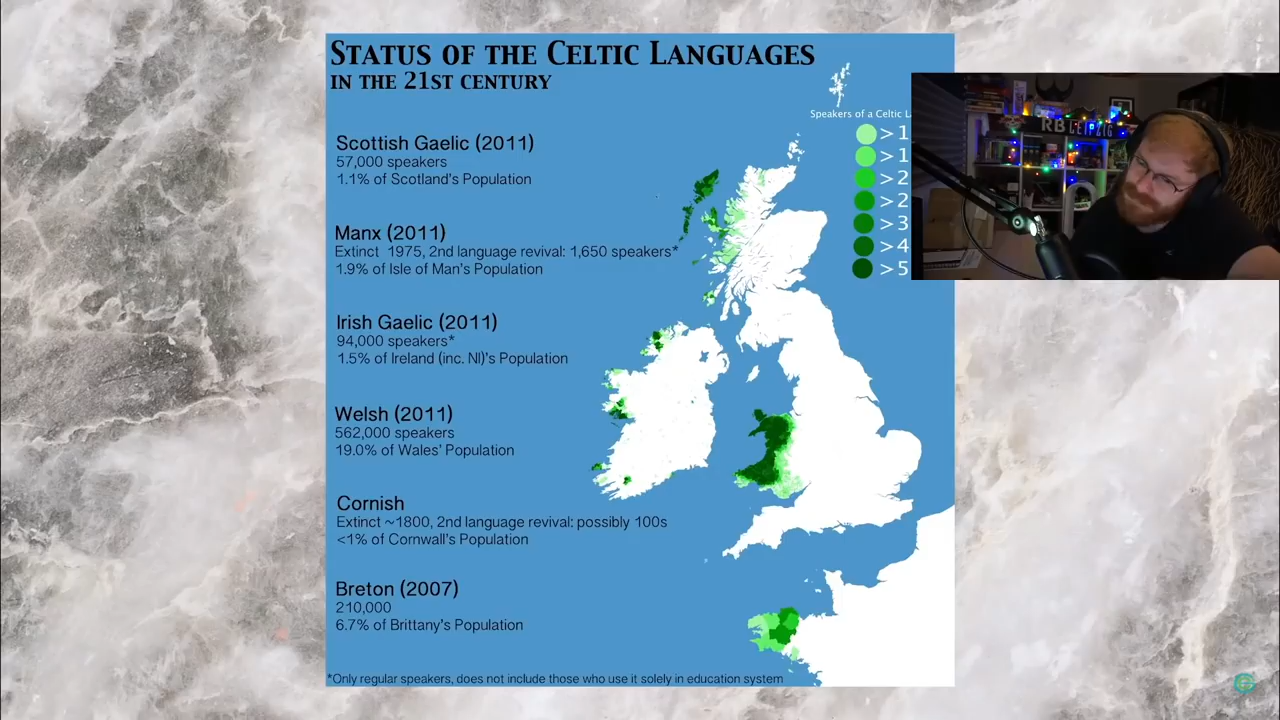 STATUS OF THE CELTIC LANGUAGES
IN THE 21ST CENTURY
Speakers of a Celtic L
>1
>1
>2
>2
>3
>4
>5
Scottish Gaelic (2011)
57,000 speakers
1.1% of Scotland's Population
Manx (2011)
Extinct 1975, 2nd language revival: 1,650 speakers*
1.9% of Isle of Man's Population
Irish Gaelic (2011)
94,000 speakers*
1.5% of Ireland (inc. NI)'s Population
Welsh (2011)
562,000 speakers
19.0% of Wales' Population
Cornish
Extinct ~1800, 2nd language revival: possibly 100s
<1% of Cornwall's Population
Breton (2007)
210,000
6.7% of Brittany's Population
*Only regular speakers, does not include those who use it solely in education system
RB LEIPZIG